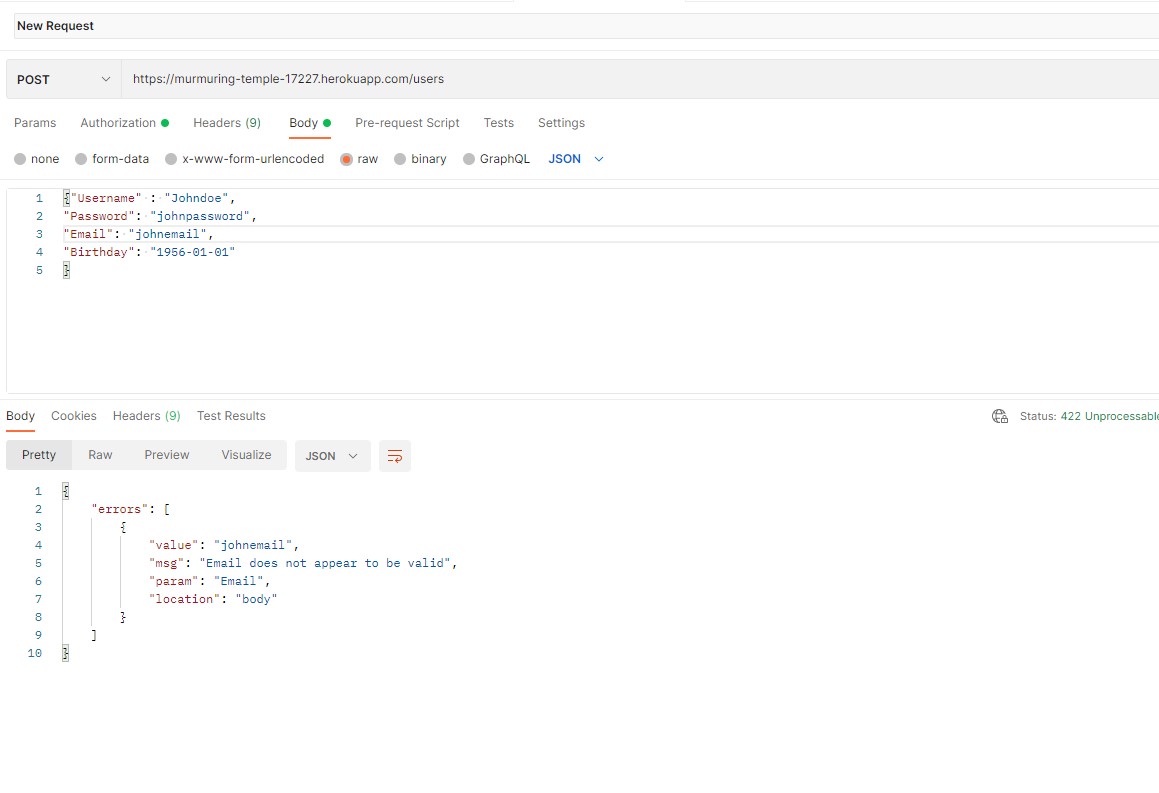 New Request
POST https://murmuring-temple-17227.herokuapp.com/users
Params Authorization Headers (9) Body Pre-request Script Tests Settings
none form-data x-www-form-urlencoded raw binary GraphQL JSON
1 {"Username" : "Johndoe",
2 "Password": "johnpassword",
3 "Email": "johnemail",
4 "Birthday": "1956-01-01"
5 }
Body Cookies Headers (9) Test Results Status: 422 Unprocessable
Pretty Raw Preview Visualize JSON
1 {
2 "errors": [
3 {
4 "value": "johnemail",
5 "msg": "Email does not appear to be valid",
6 "param": "Email",
7 "location": "body"
8 }
9 ]
10 }